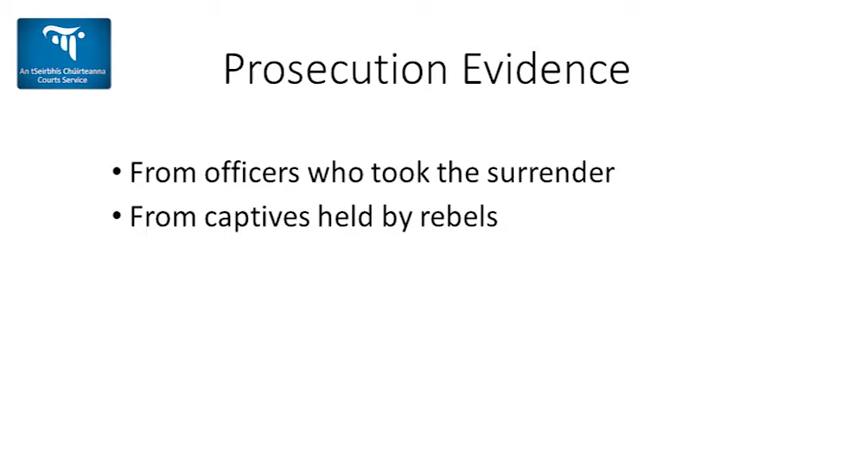 An tSeirbhís Chúirteanna
Courts Service
Prosecution Evidence
• From officers who took the surrender
• From captives held by rebels